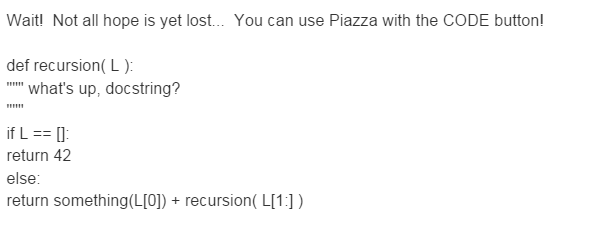 Wait!  Not all hope is yet lost...  You can use Piazza with the CODE button!
def recursion( L ):
""" what's up, docstring?
"""
if L == []:
return 42
else:
return something(L[0]) + recursion( L[1:] )